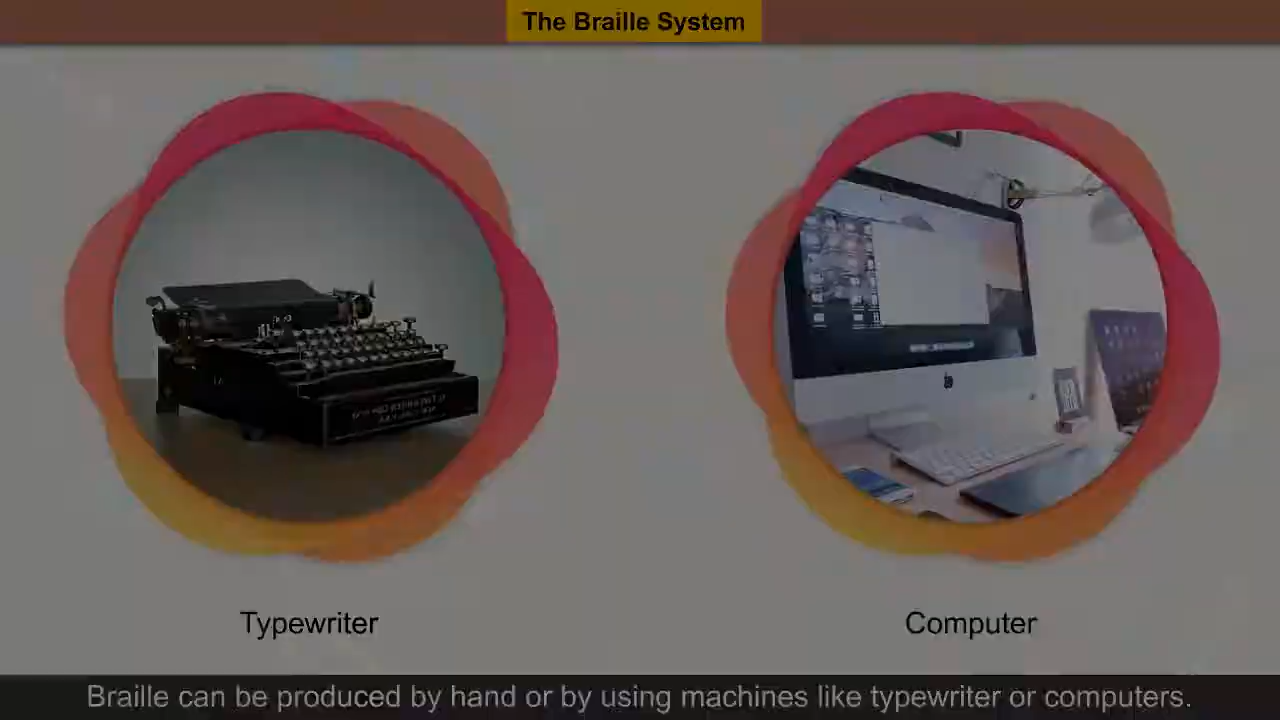 The Braille System
Typewriter
Computer
Braille can be produced by hand or by using machines like typewriter or computers.